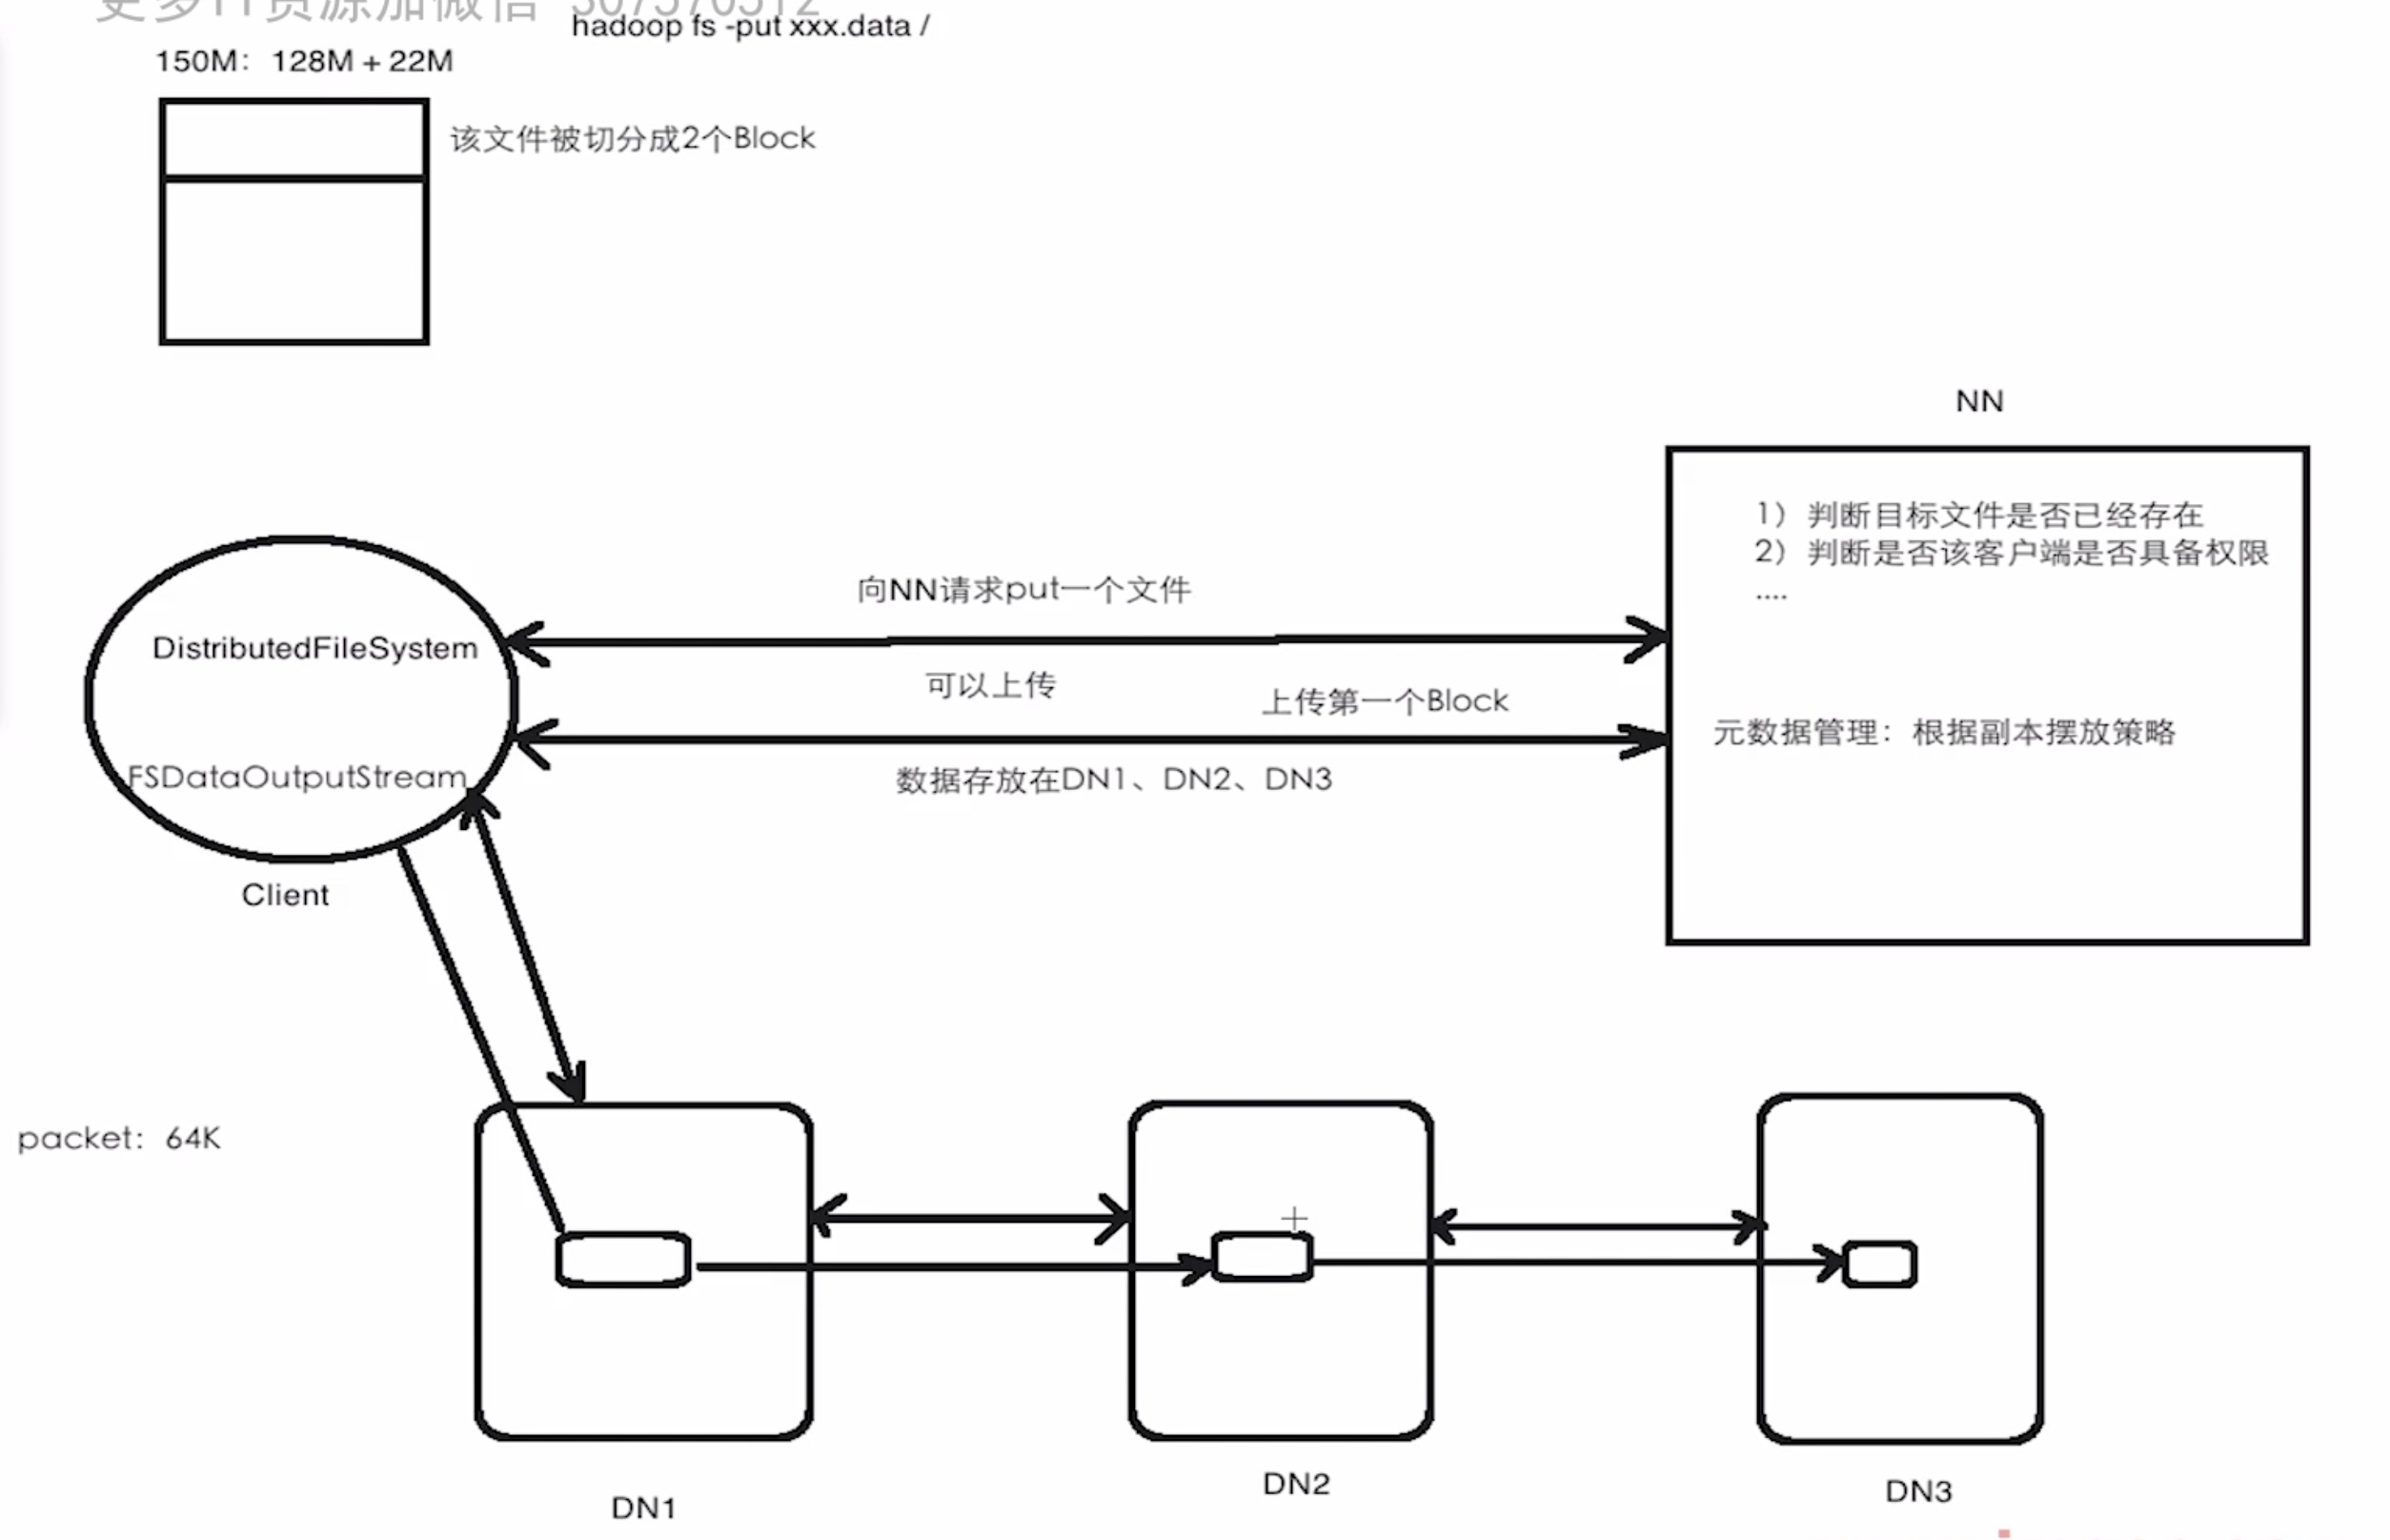 hadoop fs -put xxx.data /
150M：128M + 22M
该文件被切分成2个Block
NN
1）判断目标文件是否已经存在
2）判断是否该客户端是否具备权限
....
向NN请求put一个文件
DistributedFileSystem
可以上传
上传第一个Block
元数据管理：根据副本摆放策略
FSDataOutputStream
数据存放在DN1、DN2、DN3
Client
packet：64K
DN1
DN2
DN3